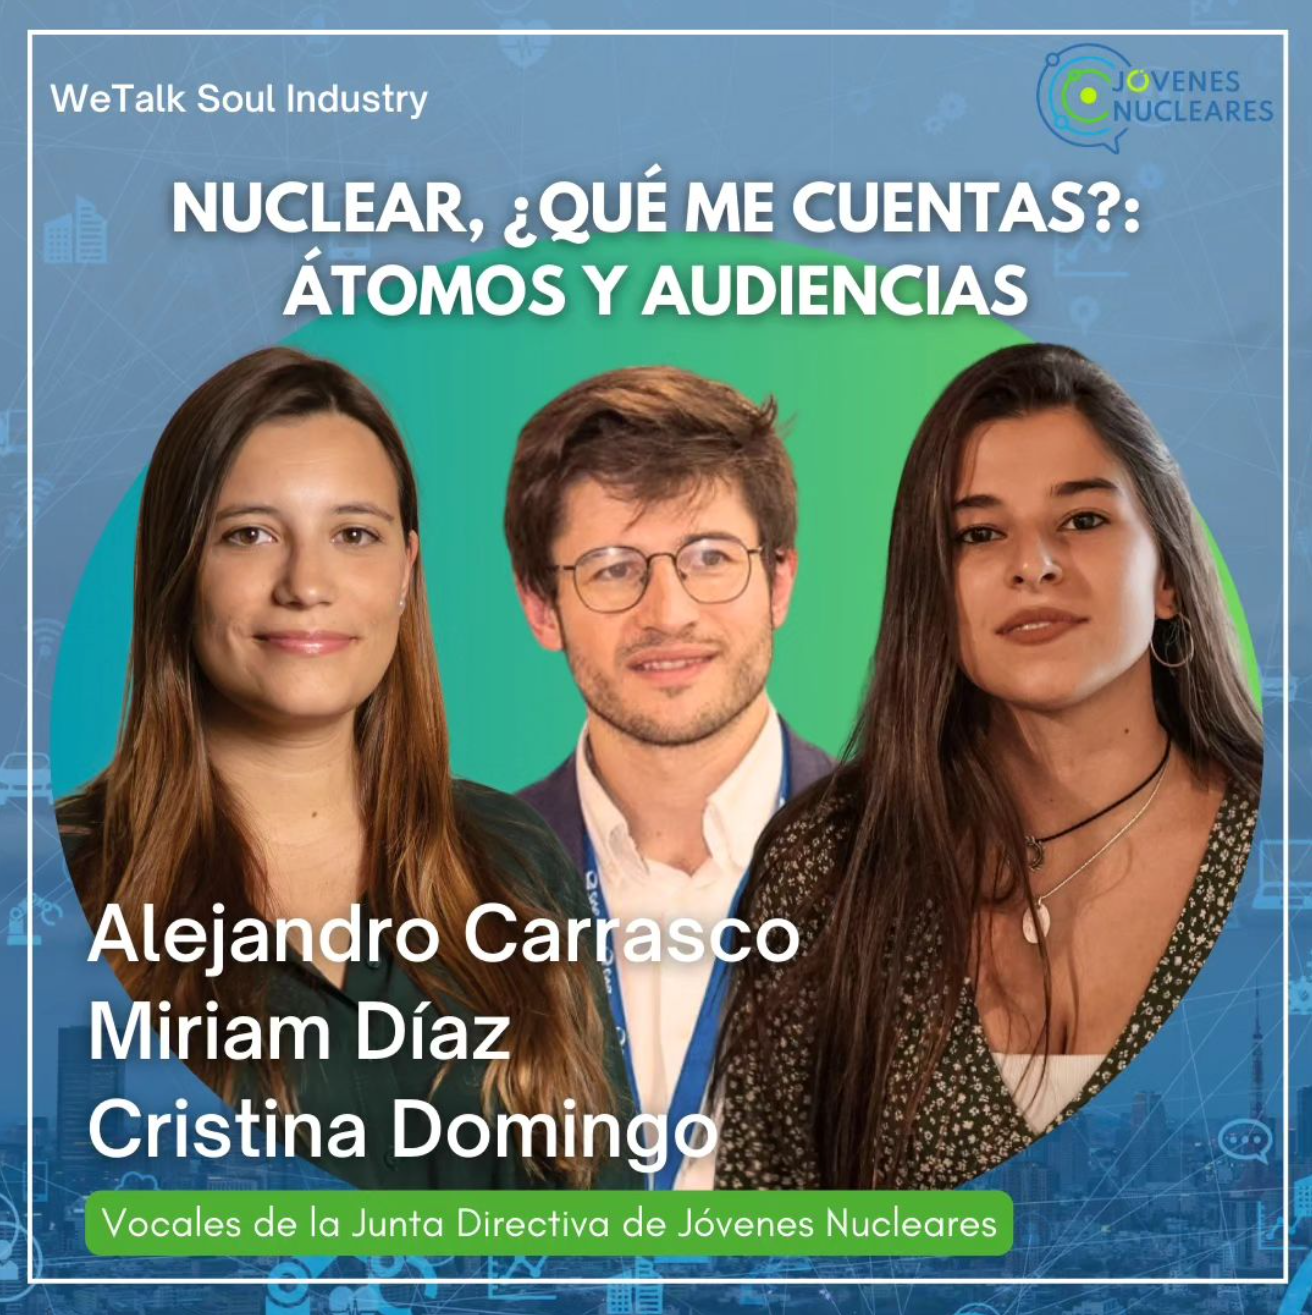 WeTalk Soul Industry
JÓVENES
NUCLEARES
NUCLEAR, ¿QUÉ ME CUENTAS?:
ÁTOMOS Y AUDIENCIAS
Alejandro Carrasco
Miriam Díaz
Cristina Domingo
Vocales de la Junta Directiva de Jóvenes Nucleares